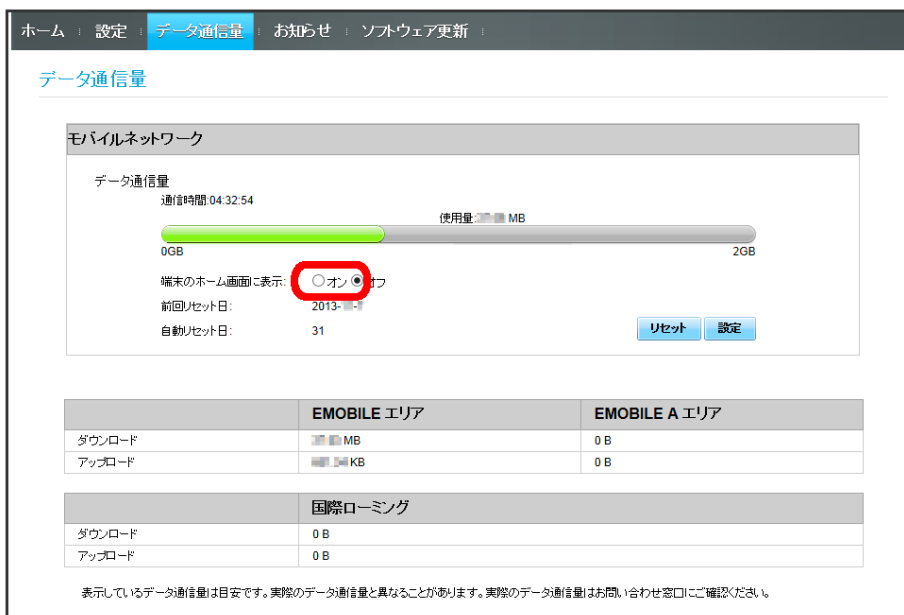 ホーム 設定 データ通信量 お知らせ ソフトウェア更新
データ通信量
モバイルネットワーク
データ通信量
通信時間:04:32:54
使用量: MB
0GB 2GB
端末のホーム画面に表示: オン オフ
前回リセット日: 2013-
自動リセット日: 31
リセット 設定
EMOBILE エリア EMOBILE A エリア
ダウンロード MB 0 B
アップロード KB 0 B
国際ローミング
ダウンロード 0 B
アップロード 0 B
表示しているデータ通信量は目安です。実際のデータ通信量と異なることがあります。実際のデータ通信量はお問い合わせ窓口にご確認ください。